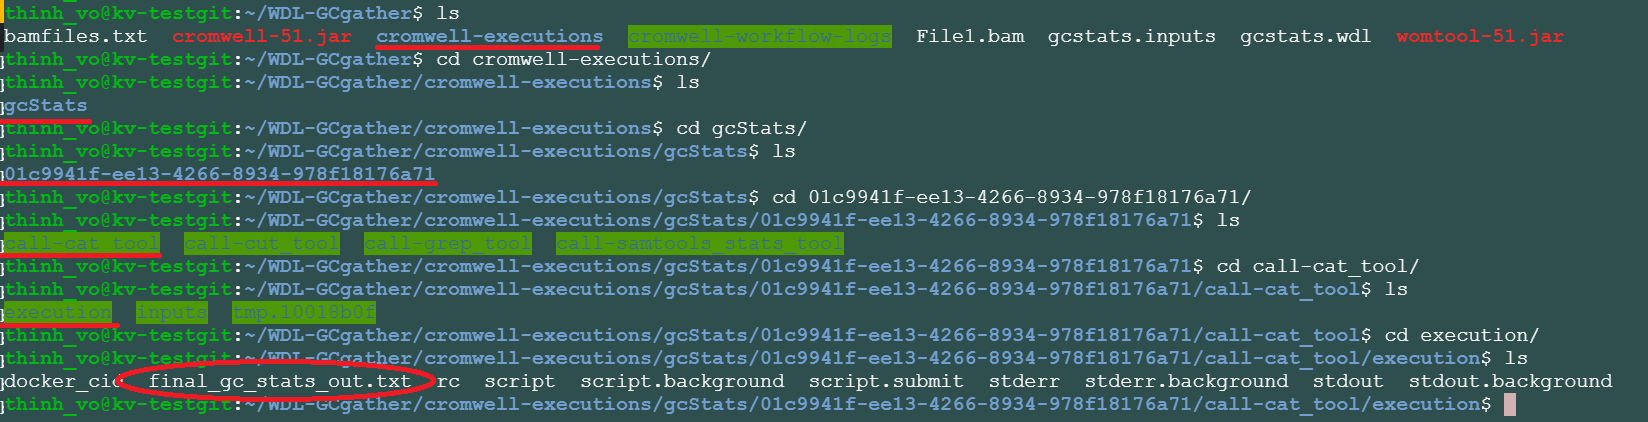 thinh_vo@kv-testgit:~/WDL-GCgather$ ls
bamfiles.txt cromwell-51.jar cromwell-executions cromwell-workflow-logs File1.bam gcstats.inputs gcstats.wdl womtool-51.jar
thinh_vo@kv-testgit:~/WDL-GCgather$ cd cromwell-executions/
thinh_vo@kv-testgit:~/WDL-GCgather/cromwell-executions$ ls
gcStats
thinh_vo@kv-testgit:~/WDL-GCgather/cromwell-executions$ cd gcStats/
thinh_vo@kv-testgit:~/WDL-GCgather/cromwell-executions/gcStats$ ls
01c9941f-ee13-4266-8934-978f18176a71
thinh_vo@kv-testgit:~/WDL-GCgather/cromwell-executions/gcStats$ cd 01c9941f-ee13-4266-8934-978f18176a71/
thinh_vo@kv-testgit:~/WDL-GCgather/cromwell-executions/gcStats/01c9941f-ee13-4266-8934-978f18176a71$ ls
call-cat_tool call-cut_tool call-grep_tool call-samtools_stats_tool
thinh_vo@kv-testgit:~/WDL-GCgather/cromwell-executions/gcStats/01c9941f-ee13-4266-8934-978f18176a71$ cd call-cat_tool/
thinh_vo@kv-testgit:~/WDL-GCgather/cromwell-executions/gcStats/01c9941f-ee13-4266-8934-978f18176a71/call-cat_tool$ ls
execution inputs tmp.10018b0f
thinh_vo@kv-testgit:~/WDL-GCgather/cromwell-executions/gcStats/01c9941f-ee13-4266-8934-978f18176a71/call-cat_tool$ cd execution/
thinh_vo@kv-testgit:~/WDL-GCgather/cromwell-executions/gcStats/01c9941f-ee13-4266-8934-978f18176a71/call-cat_tool/execution$ ls
docker_cid final_gc_stats_out.txt rc script script.background script.submit stderr stderr.background stdout stdout.background
thinh_vo@kv-testgit:~/WDL-GCgather/cromwell-executions/gcStats/01c9941f-ee13-4266-8934-978f18176a71/call-cat_tool/execution$